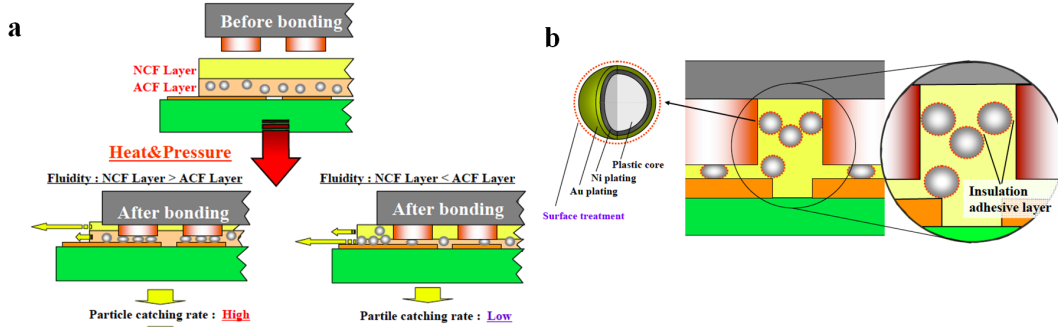 a
Before bonding
NCF Layer
ACF Layer
Heat&Pressure
Fluidity : NCF Layer > ACF Layer
Fluidity : NCF Layer < ACF Layer
After bonding
After bonding
Particle catching rate : High
Partile catching rate : Low
b
Plastic core
Ni plating
Au plating
Surface treatment
Insulation
adhesive layer